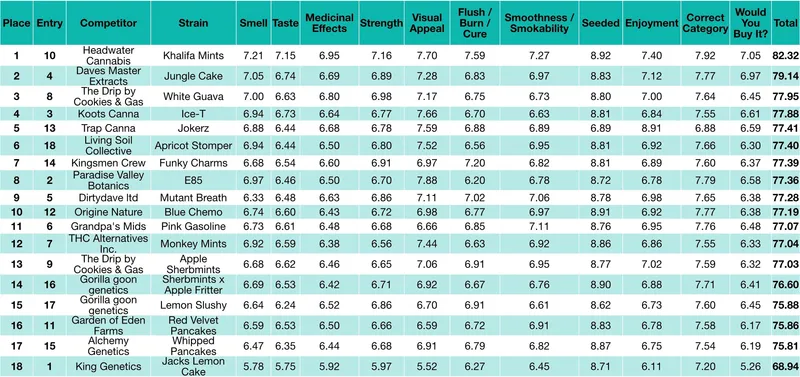 Place Entry Competitor Strain Smell Taste Medicinal Effects Strength Visual Appeal Flush / Burn / Cure Smoothness / Smokability Seeded Enjoyment Correct Category Would You Buy It? Total
1 10 Headwater Cannabis Khalifa Mints 7.21 7.15 6.95 7.16 7.70 7.59 7.27 8.92 7.40 7.92 7.05 82.32
2 4 Daves Master Extracts Jungle Cake 7.05 6.74 6.69 6.89 7.28 6.83 6.97 8.83 7.12 7.77 6.97 79.14
3 8 The Drip by Cookies & Gas White Guava 7.00 6.63 6.80 6.98 7.17 6.75 6.73 8.80 7.00 7.64 6.45 77.95
4 3 Koots Canna Ice-T 6.94 6.73 6.64 6.77 7.66 6.70 6.63 8.81 6.84 7.55 6.61 77.88
5 13 Trap Canna Jokerz 6.88 6.44 6.68 6.78 7.59 6.88 6.89 8.89 8.91 6.88 6.59 77.41
6 18 Living Soil Collective Apricot Stomper 6.94 6.44 6.50 6.80 7.52 6.56 6.95 8.81 6.92 7.66 6.30 77.40
7 14 Kingsmen Crew Funky Charms 6.68 6.54 6.60 6.91 6.97 7.20 6.82 8.81 6.89 7.60 6.37 77.39
8 2 Paradise Valley Botanics E85 6.97 6.46 6.50 6.70 7.88 6.20 6.78 8.72 6.78 7.79 6.58 77.36
9 5 Dirtydave ltd Mutant Breath 6.33 6.48 6.63 6.86 7.11 7.02 7.06 8.78 6.98 7.65 6.38 77.28
10 12 Origine Nature Blue Chemo 6.74 6.60 6.43 6.72 6.98 6.77 6.97 8.91 6.92 7.77 6.38 77.19
11 6 Grandpa's Mids Pink Gasoline 6.73 6.61 6.48 6.68 6.66 6.85 7.11 8.76 6.95 7.76 6.48 77.07
12 7 THC Alternatives Inc. Monkey Mints 6.92 6.59 6.38 6.56 7.44 6.63 6.92 8.86 6.86 7.55 6.33 77.04
13 9 The Drip by Cookies & Gas Apple Sherbmints 6.68 6.62 6.46 6.65 7.06 6.91 6.95 8.77 7.02 7.59 6.32 77.03
14 16 Gorilla goon genetics Sherbmints x Apple Fritter 6.69 6.53 6.42 6.71 6.92 6.67 6.76 8.90 6.88 7.71 6.41 76.60
15 17 Gorilla goon genetics Lemon Slushy 6.64 6.24 6.52 6.86 6.70 6.91 6.61 8.62 6.73 7.60 6.45 75.88
16 11 Garden of Eden Farms Red Velvet Pancakes 6.59 6.53 6.50 6.66 6.59 6.72 6.91 8.83 6.78 7.58 6.17 75.86
17 15 Alchemy Genetics Whipped Pancakes 6.47 6.35 6.44 6.68 6.91 6.79 6.82 8.87 6.75 7.54 6.19 75.81
18 1 King Genetics Jacks Lemon Cake 5.78 5.75 5.92 5.97 5.52 6.27 6.45 8.71 6.11 7.20 5.26 68.94